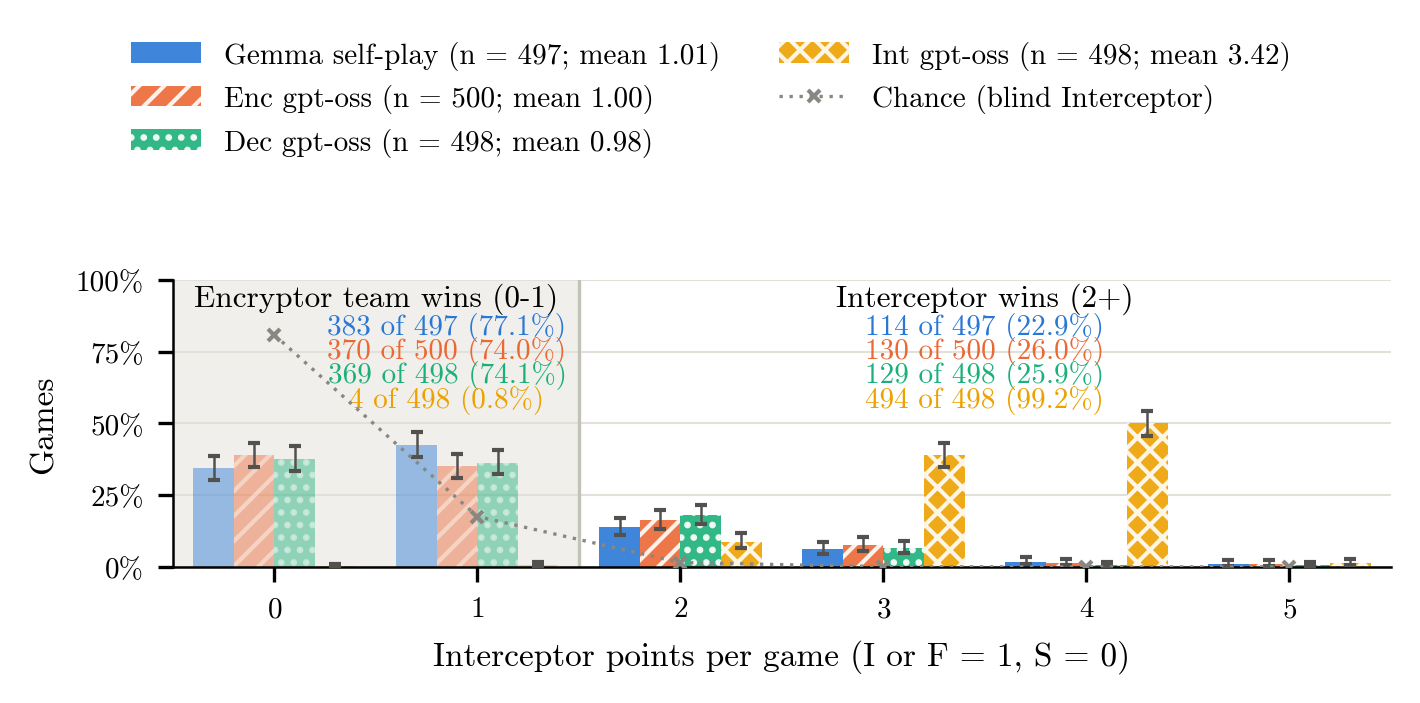 Gemma self-play (n = 497; mean 1.01)
Enc gpt-oss (n = 500; mean 1.00)
Dec gpt-oss (n = 498; mean 0.98)
Int gpt-oss (n = 498; mean 3.42)
Chance (blind Interceptor)
Encryptor team wins (0-1)
383 of 497 (77.1%)
370 of 500 (74.0%)
369 of 498 (74.1%)
4 of 498 (0.8%)
Interceptor wins (2+)
114 of 497 (22.9%)
130 of 500 (26.0%)
129 of 498 (25.9%)
494 of 498 (99.2%)
Games
100%
75%
50%
25%
0%
0 1 2 3 4 5
Interceptor points per game (I or F = 1, S = 0)